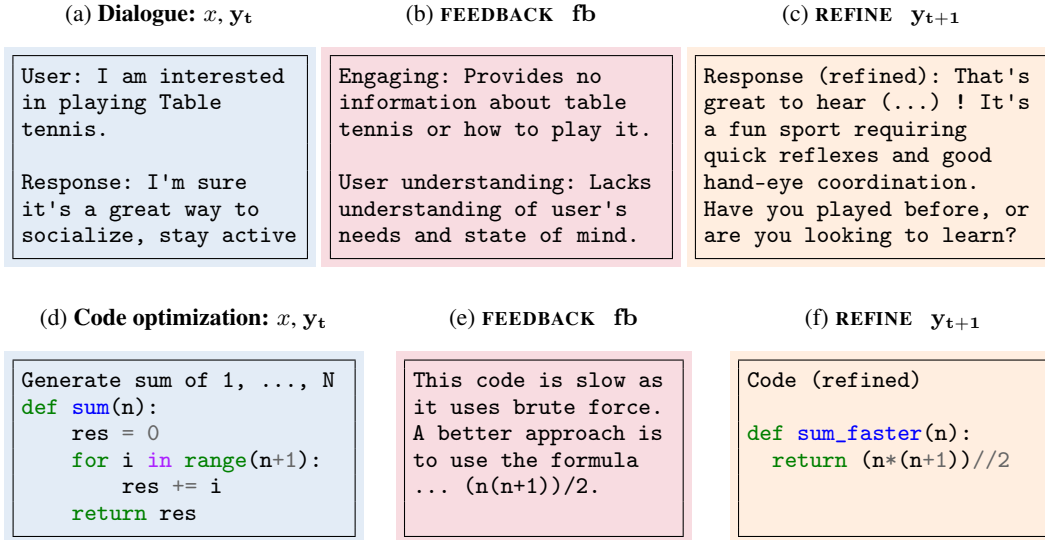 (a) Dialogue: x, y_t
User: I am interested
in playing Table
tennis.
Response: I'm sure
it's a great way to
socialize, stay active
(b) FEEDBACK fb
Engaging: Provides no
information about table
tennis or how to play it.
User understanding: Lacks
understanding of user's
needs and state of mind.
(c) REFINE y_{t+1}
Response (refined): That's
great to hear (...) ! It's
a fun sport requiring
quick reflexes and good
hand-eye coordination.
Have you played before, or
are you looking to learn?
(d) Code optimization: x, y_t
Generate sum of 1, ..., N
def sum(n):
    res = 0
    for i in range(n+1):
        res += i
    return res
(e) FEEDBACK fb
This code is slow as
it uses brute force.
A better approach is
to use the formula
... (n(n+1))/2.
(f) REFINE y_{t+1}
Code (refined)
def sum_faster(n):
  return (n*(n+1))//2